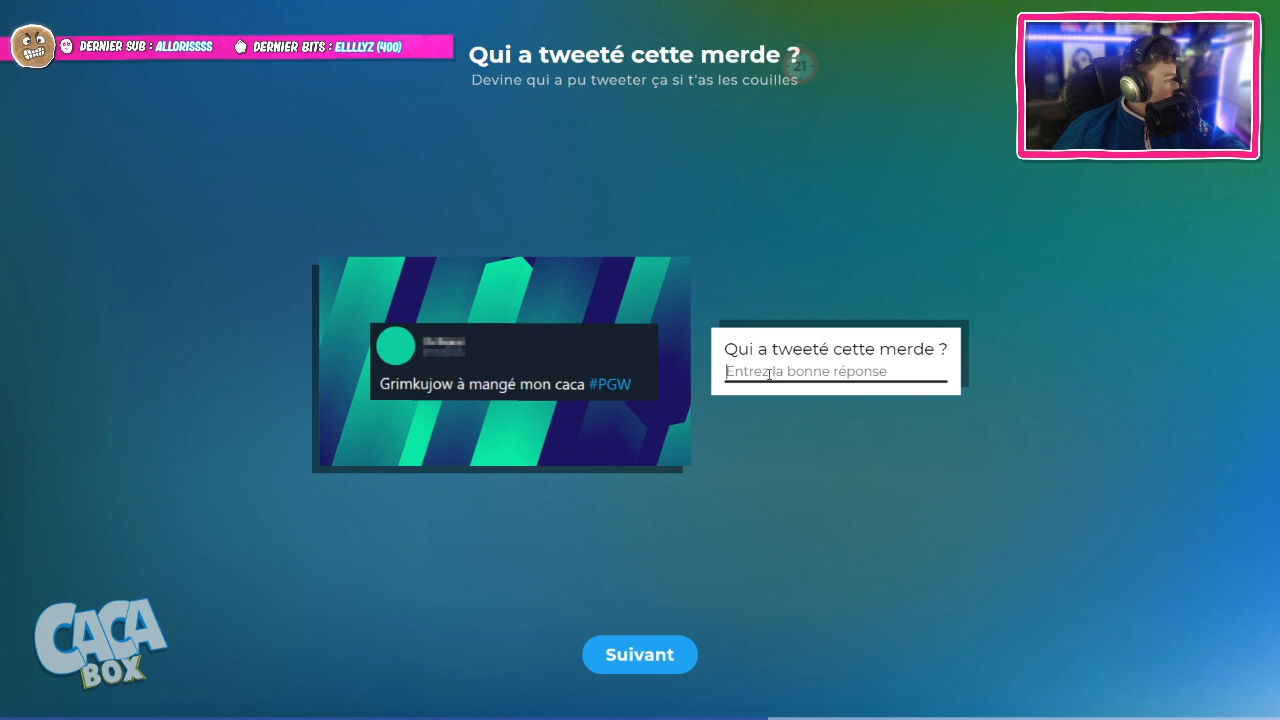 DERNIER SUB : ALLORISSSS DERNIER BITS : ELLLLYZ (400)
Qui a tweeté cette merde ?
21
Devine qui a pu tweeter ça si t'as les couilles
Grimkujow à mangé mon caca #PGW
Qui a tweeté cette merde ?
Entrez la bonne réponse
Suivant
CACA
BOX